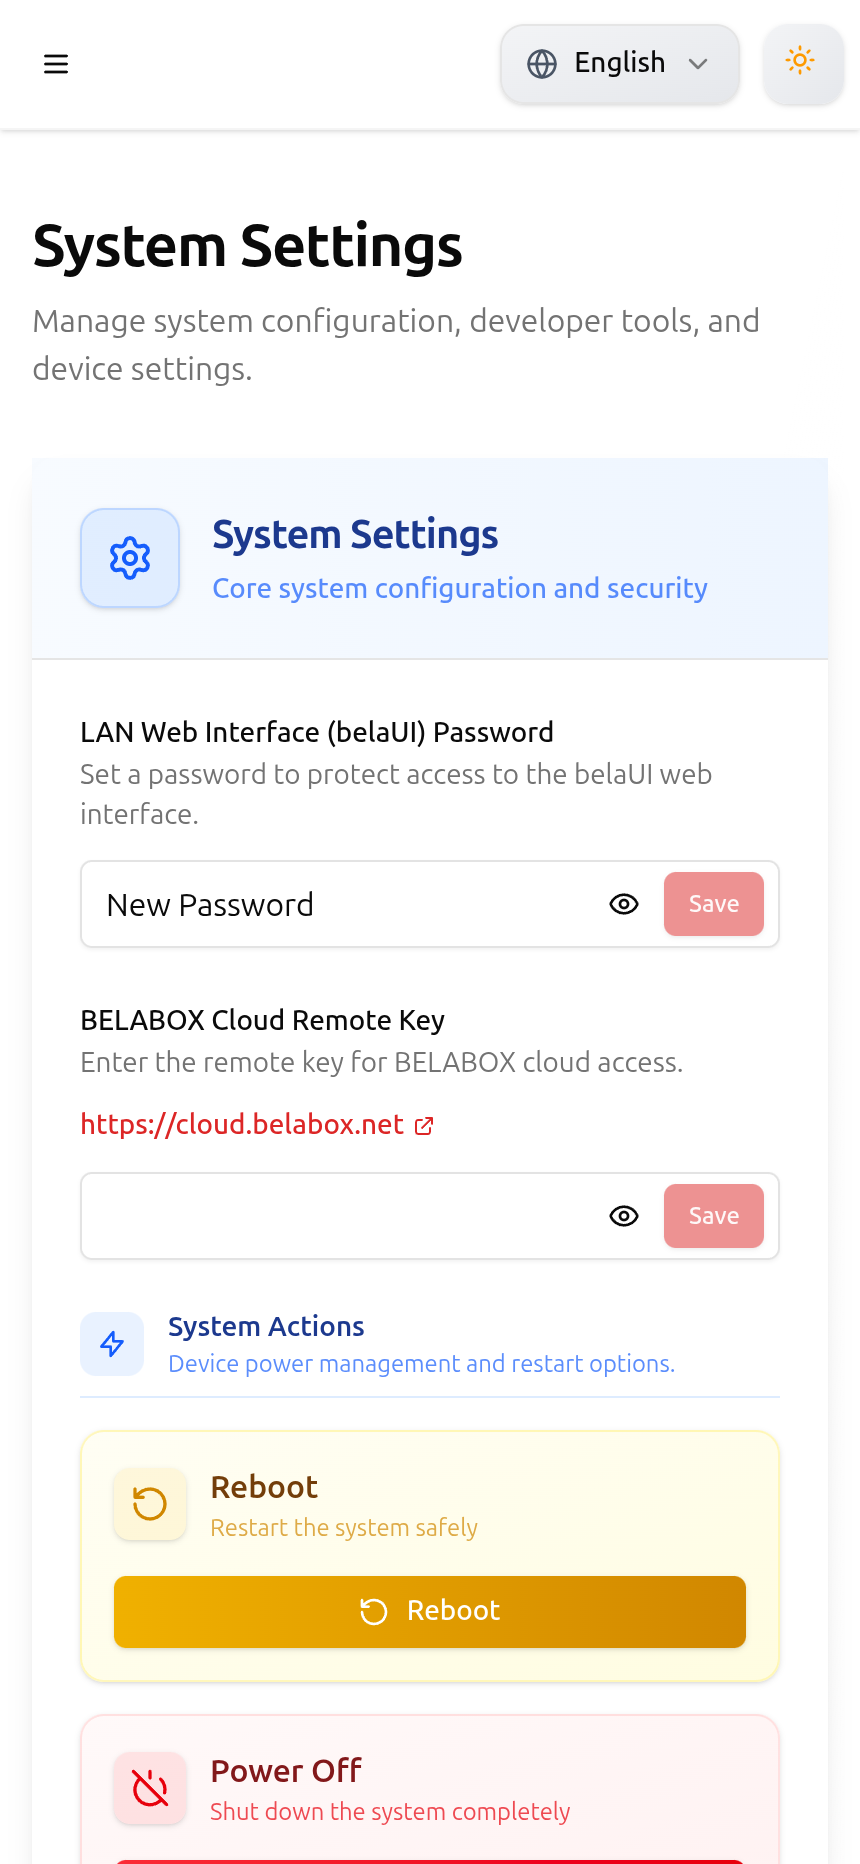 English
System Settings
Manage system configuration, developer tools, and
device settings.
System Settings
Core system configuration and security
LAN Web Interface (belaUI) Password
Set a password to protect access to the belaUI web
interface.
New Password
Save
BELABOX Cloud Remote Key
Enter the remote key for BELABOX cloud access.
https://cloud.belabox.net
Save
System Actions
Device power management and restart options.
Reboot
Restart the system safely
Reboot
Power Off
Shut down the system completely